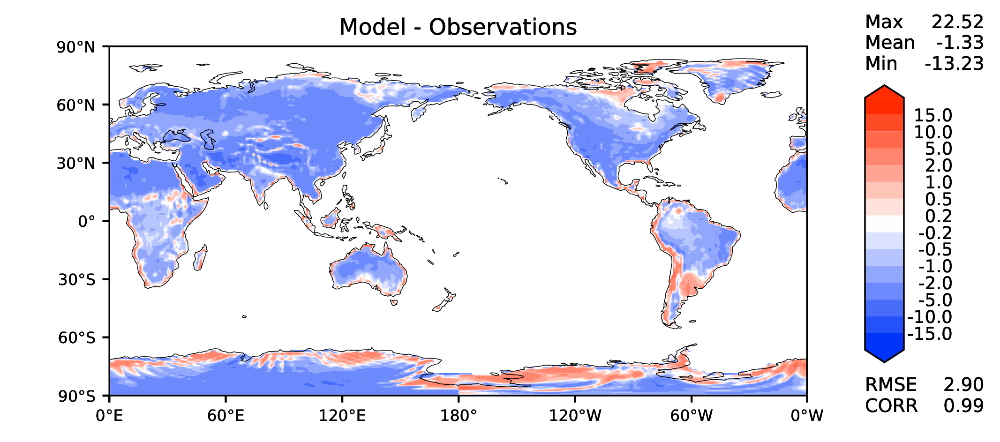 Model - Observations
Max 22.52
Mean -1.33
Min -13.23
90°N
60°N
30°N
0°
30°S
60°S
90°S
0°E 60°E 120°E 180° 120°W 60°W 0°W
15.0
10.0
5.0
2.0
1.0
0.5
0.2
-0.2
-0.5
-1.0
-2.0
-5.0
-10.0
-15.0
RMSE 2.90
CORR 0.99